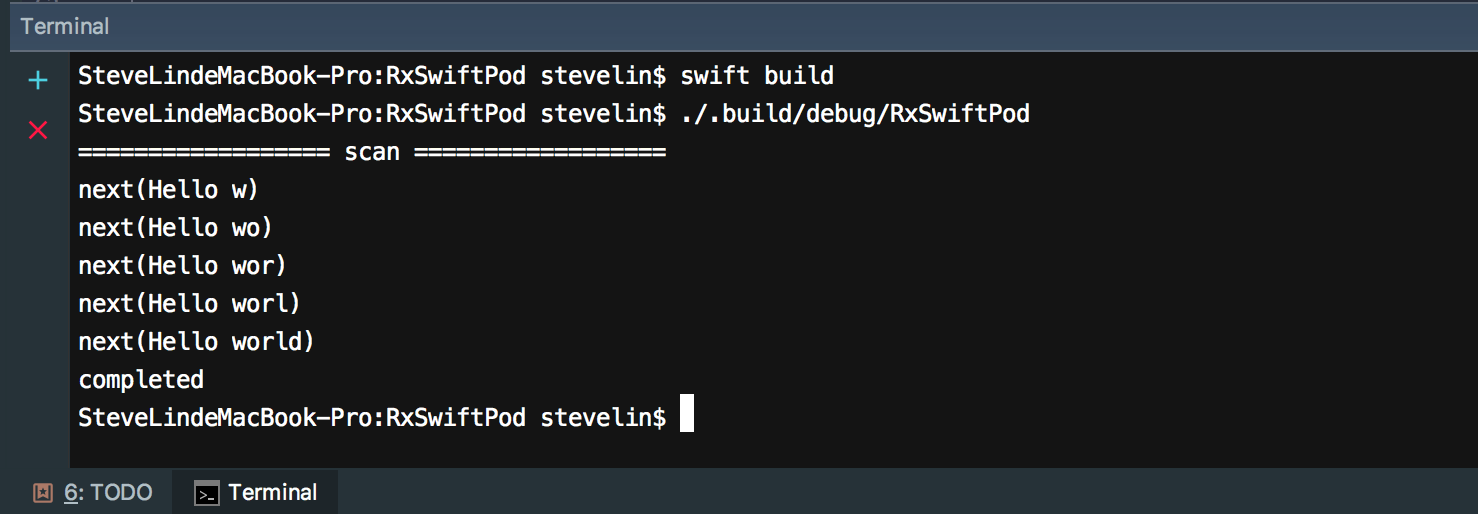 Terminal
SteveLindeMacBook-Pro:RxSwiftPod stevelin$ swift build
SteveLindeMacBook-Pro:RxSwiftPod stevelin$ ./.build/debug/RxSwiftPod
================== scan ==================
next(Hello w)
next(Hello wo)
next(Hello wor)
next(Hello worl)
next(Hello world)
completed
SteveLindeMacBook-Pro:RxSwiftPod stevelin$
6: TODO
Terminal